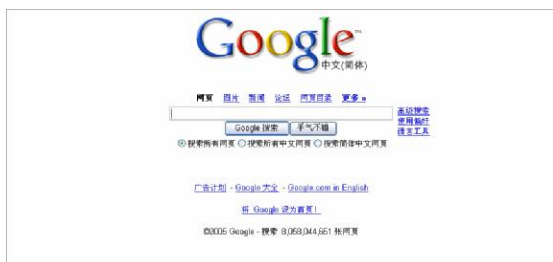 Google™
中文(简体)
网页 图片 新闻 论坛 网页目录 更多 »
高级搜索
使用偏好
语言工具
Google 搜索 手气不错
搜索所有网页 搜索所有中文网页 搜索简体中文网页
广告计划 - Google 大全 - Google.com in English
将 Google 设为首页!
©2005 Google - 搜索 8,058,044,651 张网页